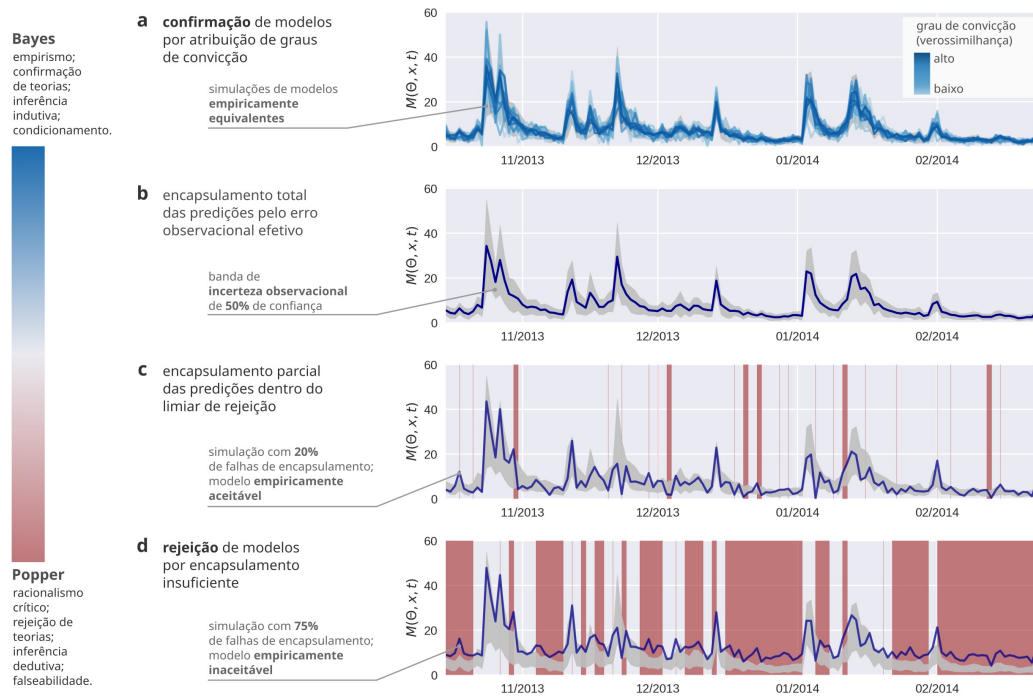 Bayes
empirismo;
confirmação
de teorias;
inferência
indutiva;
condicionamento.
Popper
racionalismo
crítico;
rejeição de
teorias;
inferência
dedutiva;
falseabilidade.
a confirmação de modelos
por atribuição de graus
de convicção
simulações de modelos
empiricamente
equivalentes
M(Θ, x, t)
60
40
20
0
11/2013 12/2013 01/2014 02/2014
grau de convicção
(verossimilhança)
alto
baixo
b encapsulamento total
das predições pelo erro
observacional efetivo
banda de
incerteza observacional
de 50% de confiança
M(Θ, x, t)
60
40
20
0
11/2013 12/2013 01/2014 02/2014
c encapsulamento parcial
das predições dentro do
limiar de rejeição
simulação com 20%
de falhas de encapsulamento;
modelo empiricamente
aceitável
M(Θ, x, t)
60
40
20
0
11/2013 12/2013 01/2014 02/2014
d rejeição de modelos
por encapsulamento
insuficiente
simulação com 75%
de falhas de encapsulamento;
modelo empiricamente
inaceitável
M(Θ, x, t)
60
40
20
0
11/2013 12/2013 01/2014 02/2014